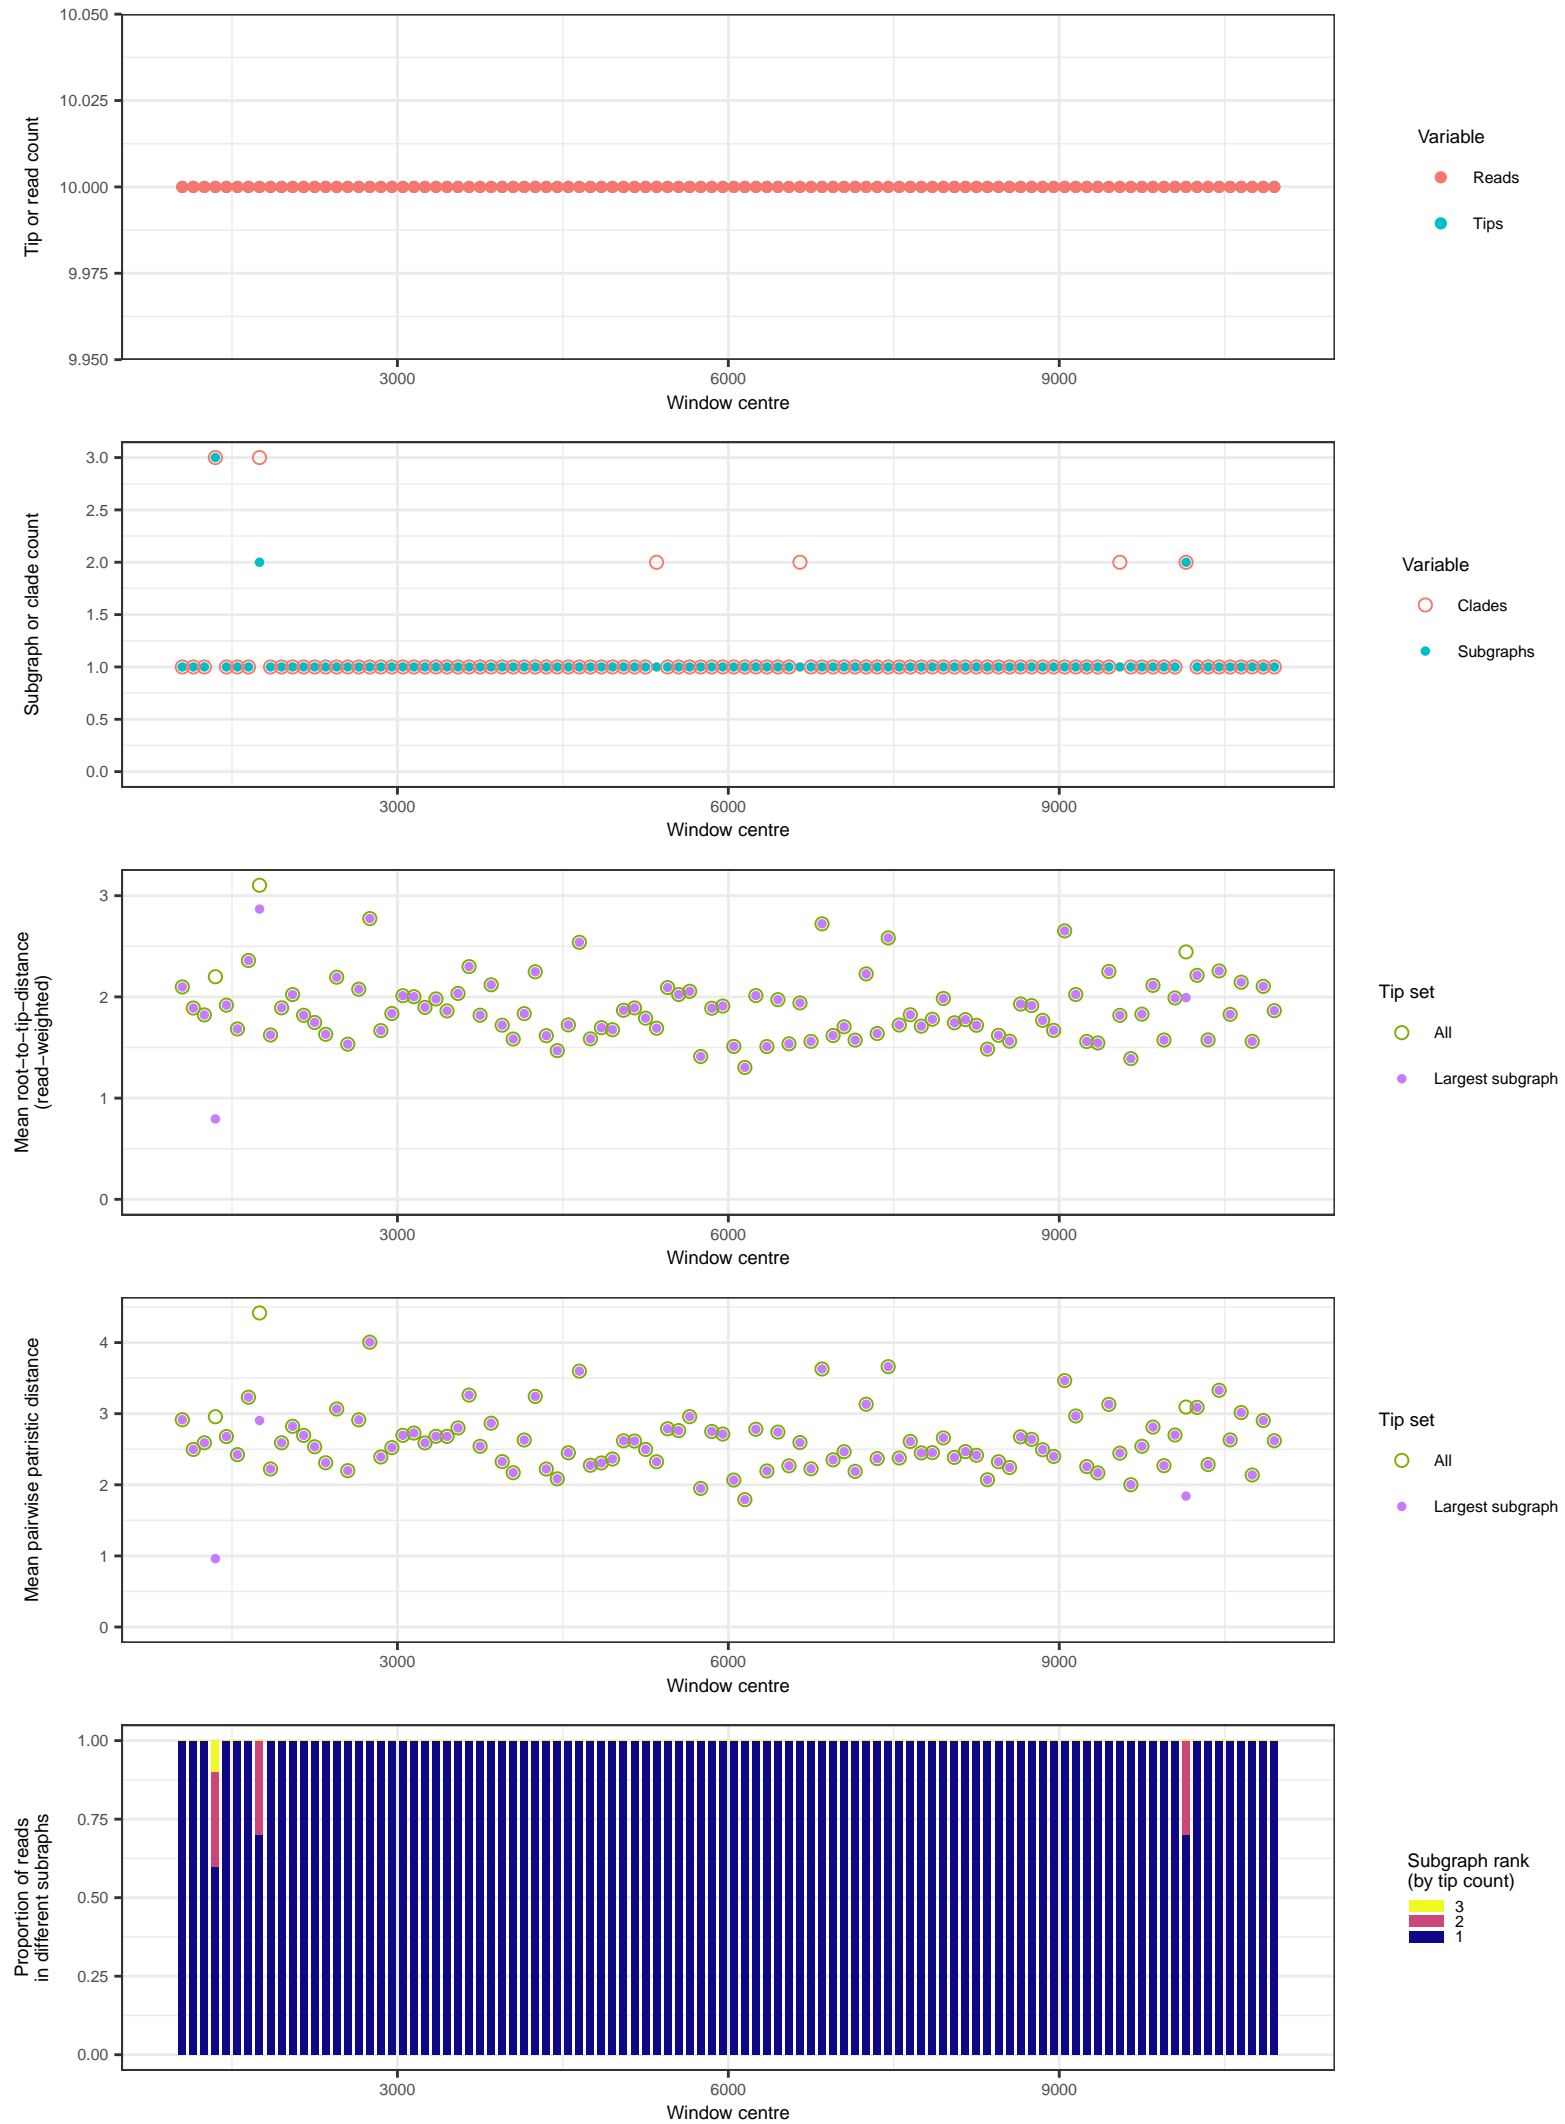 10.050
10.025
10.000
9.975
9.950
Tip or read count
3000
6000
9000
Window centre
Variable
Reads
Tips
3.0
2.5
2.0
1.5
1.0
0.5
0.0
Subgraph or clade count
3000
6000
9000
Window centre
Variable
Clades
Subgraphs
3
2
1
0
Mean root−to−tip−distance
(read−weighted)
3000
6000
9000
Window centre
Tip set
All
Largest subgraph
4
3
2
1
0
Mean pairwise patristic distance
3000
6000
9000
Window centre
Tip set
All
Largest subgraph
1.00
0.75
0.50
0.25
0.00
Proportion of reads
in different subraphs
3000
6000
9000
Window centre
Subgraph rank
(by tip count)
3
2
1